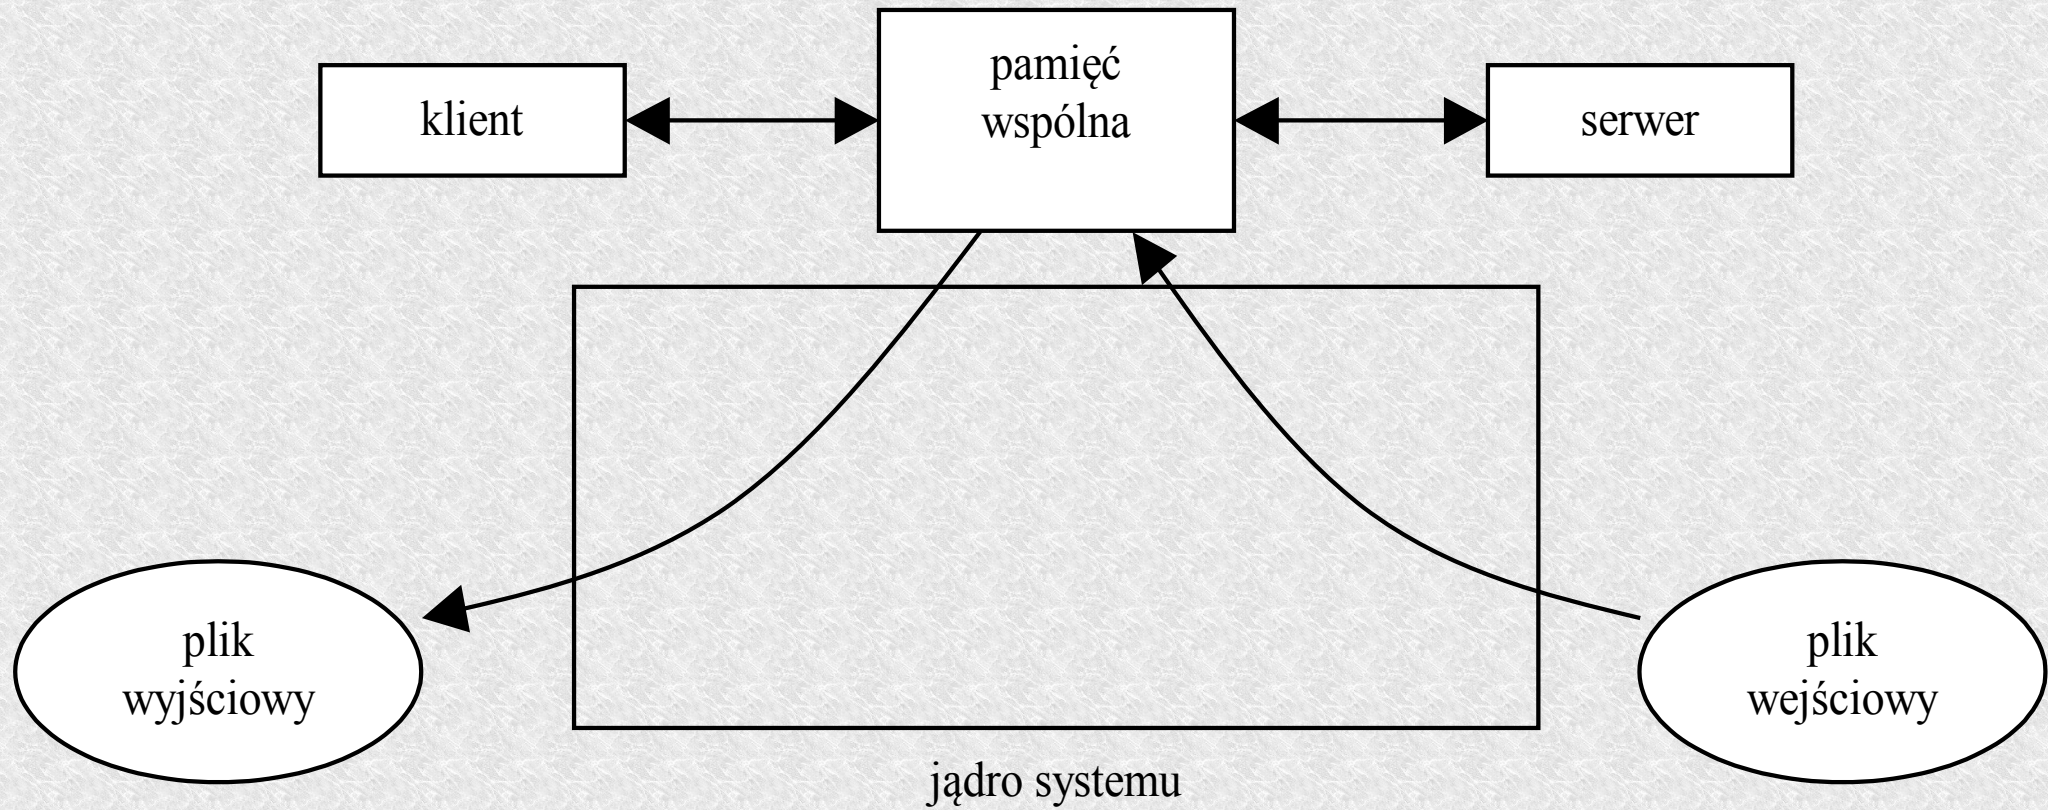 klient
pamięć
wspólna
serwer
plik
wyjściowy
plik
wejściowy
jądro systemu